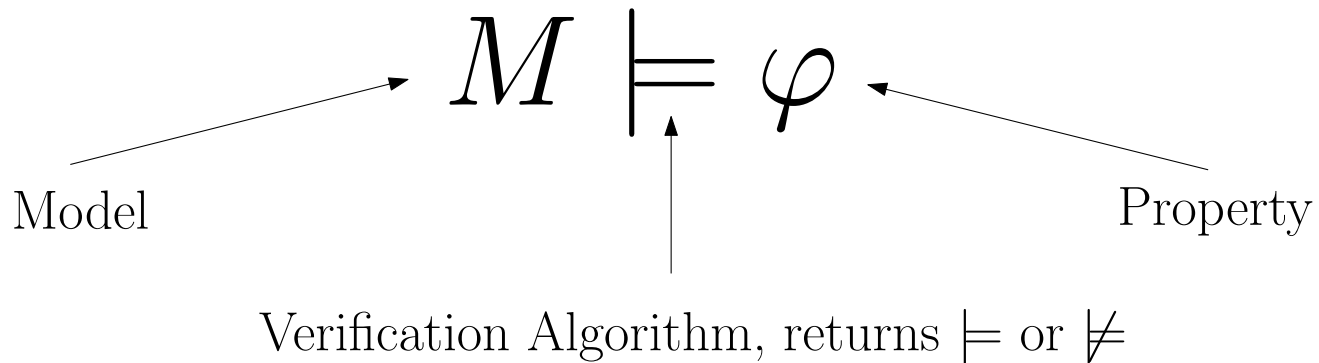 M ⊨ φ
Model
Property
Verification Algorithm, returns ⊨ or ⊭